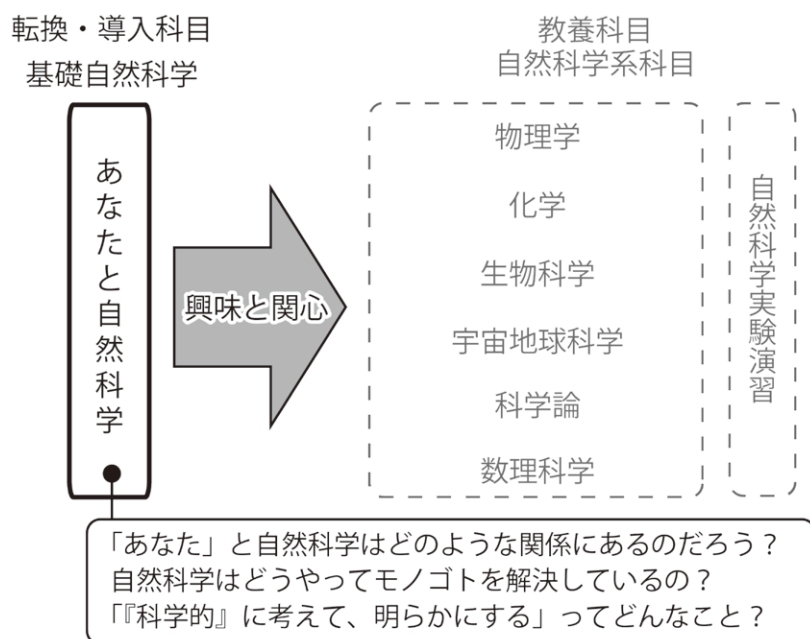 転換・導入科目
基礎自然科学
あなたと自然科学
興味と関心
教養科目
自然科学系科目
物理学
化学
生物科学
宇宙地球科学
科学論
数理科学
自然科学実験演習
「あなた」と自然科学はどのような関係にあるのだろう？
自然科学はどうやってモノゴトを解決しているの？
「『科学的』に考えて、明らかにする」ってどんなこと？